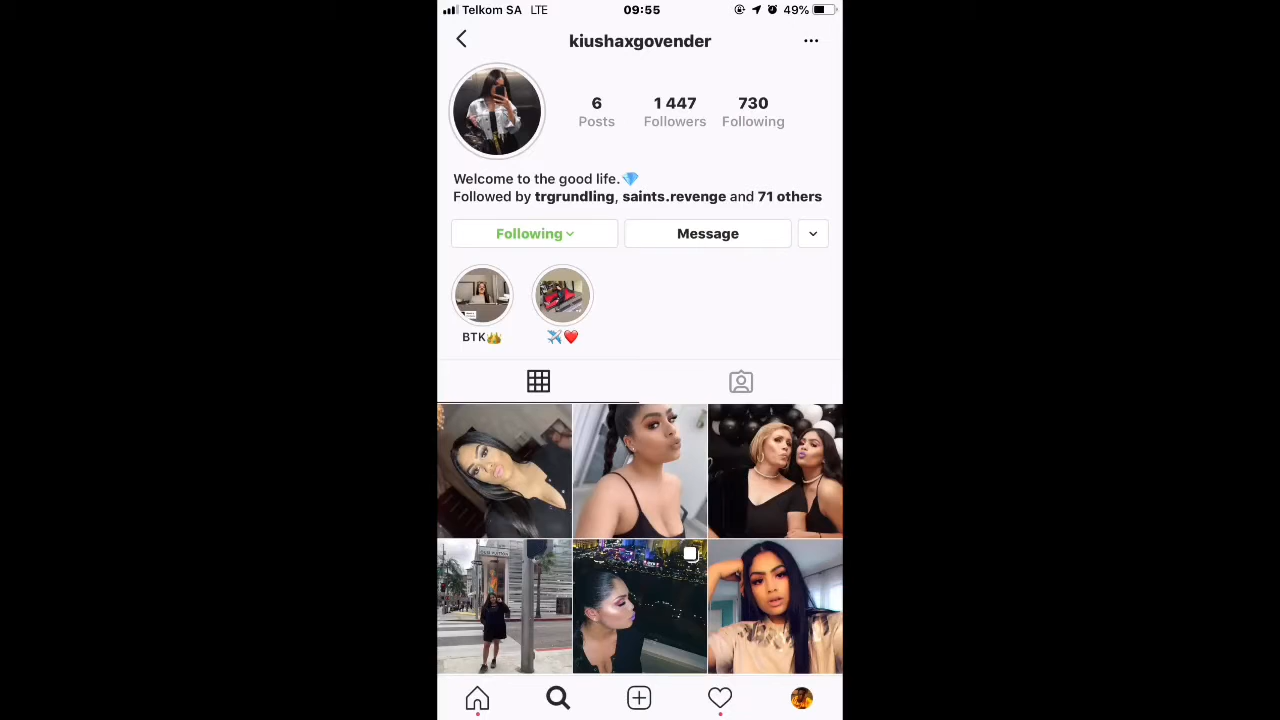 Telkom SA LTE 09:55 49%
kiushaxgovender
6 1 447 730
Posts Followers Following
Welcome to the good life.💎
Followed by trgrundling, saints.revenge and 71 others
Following Message
BTK👑 ✈️❤️